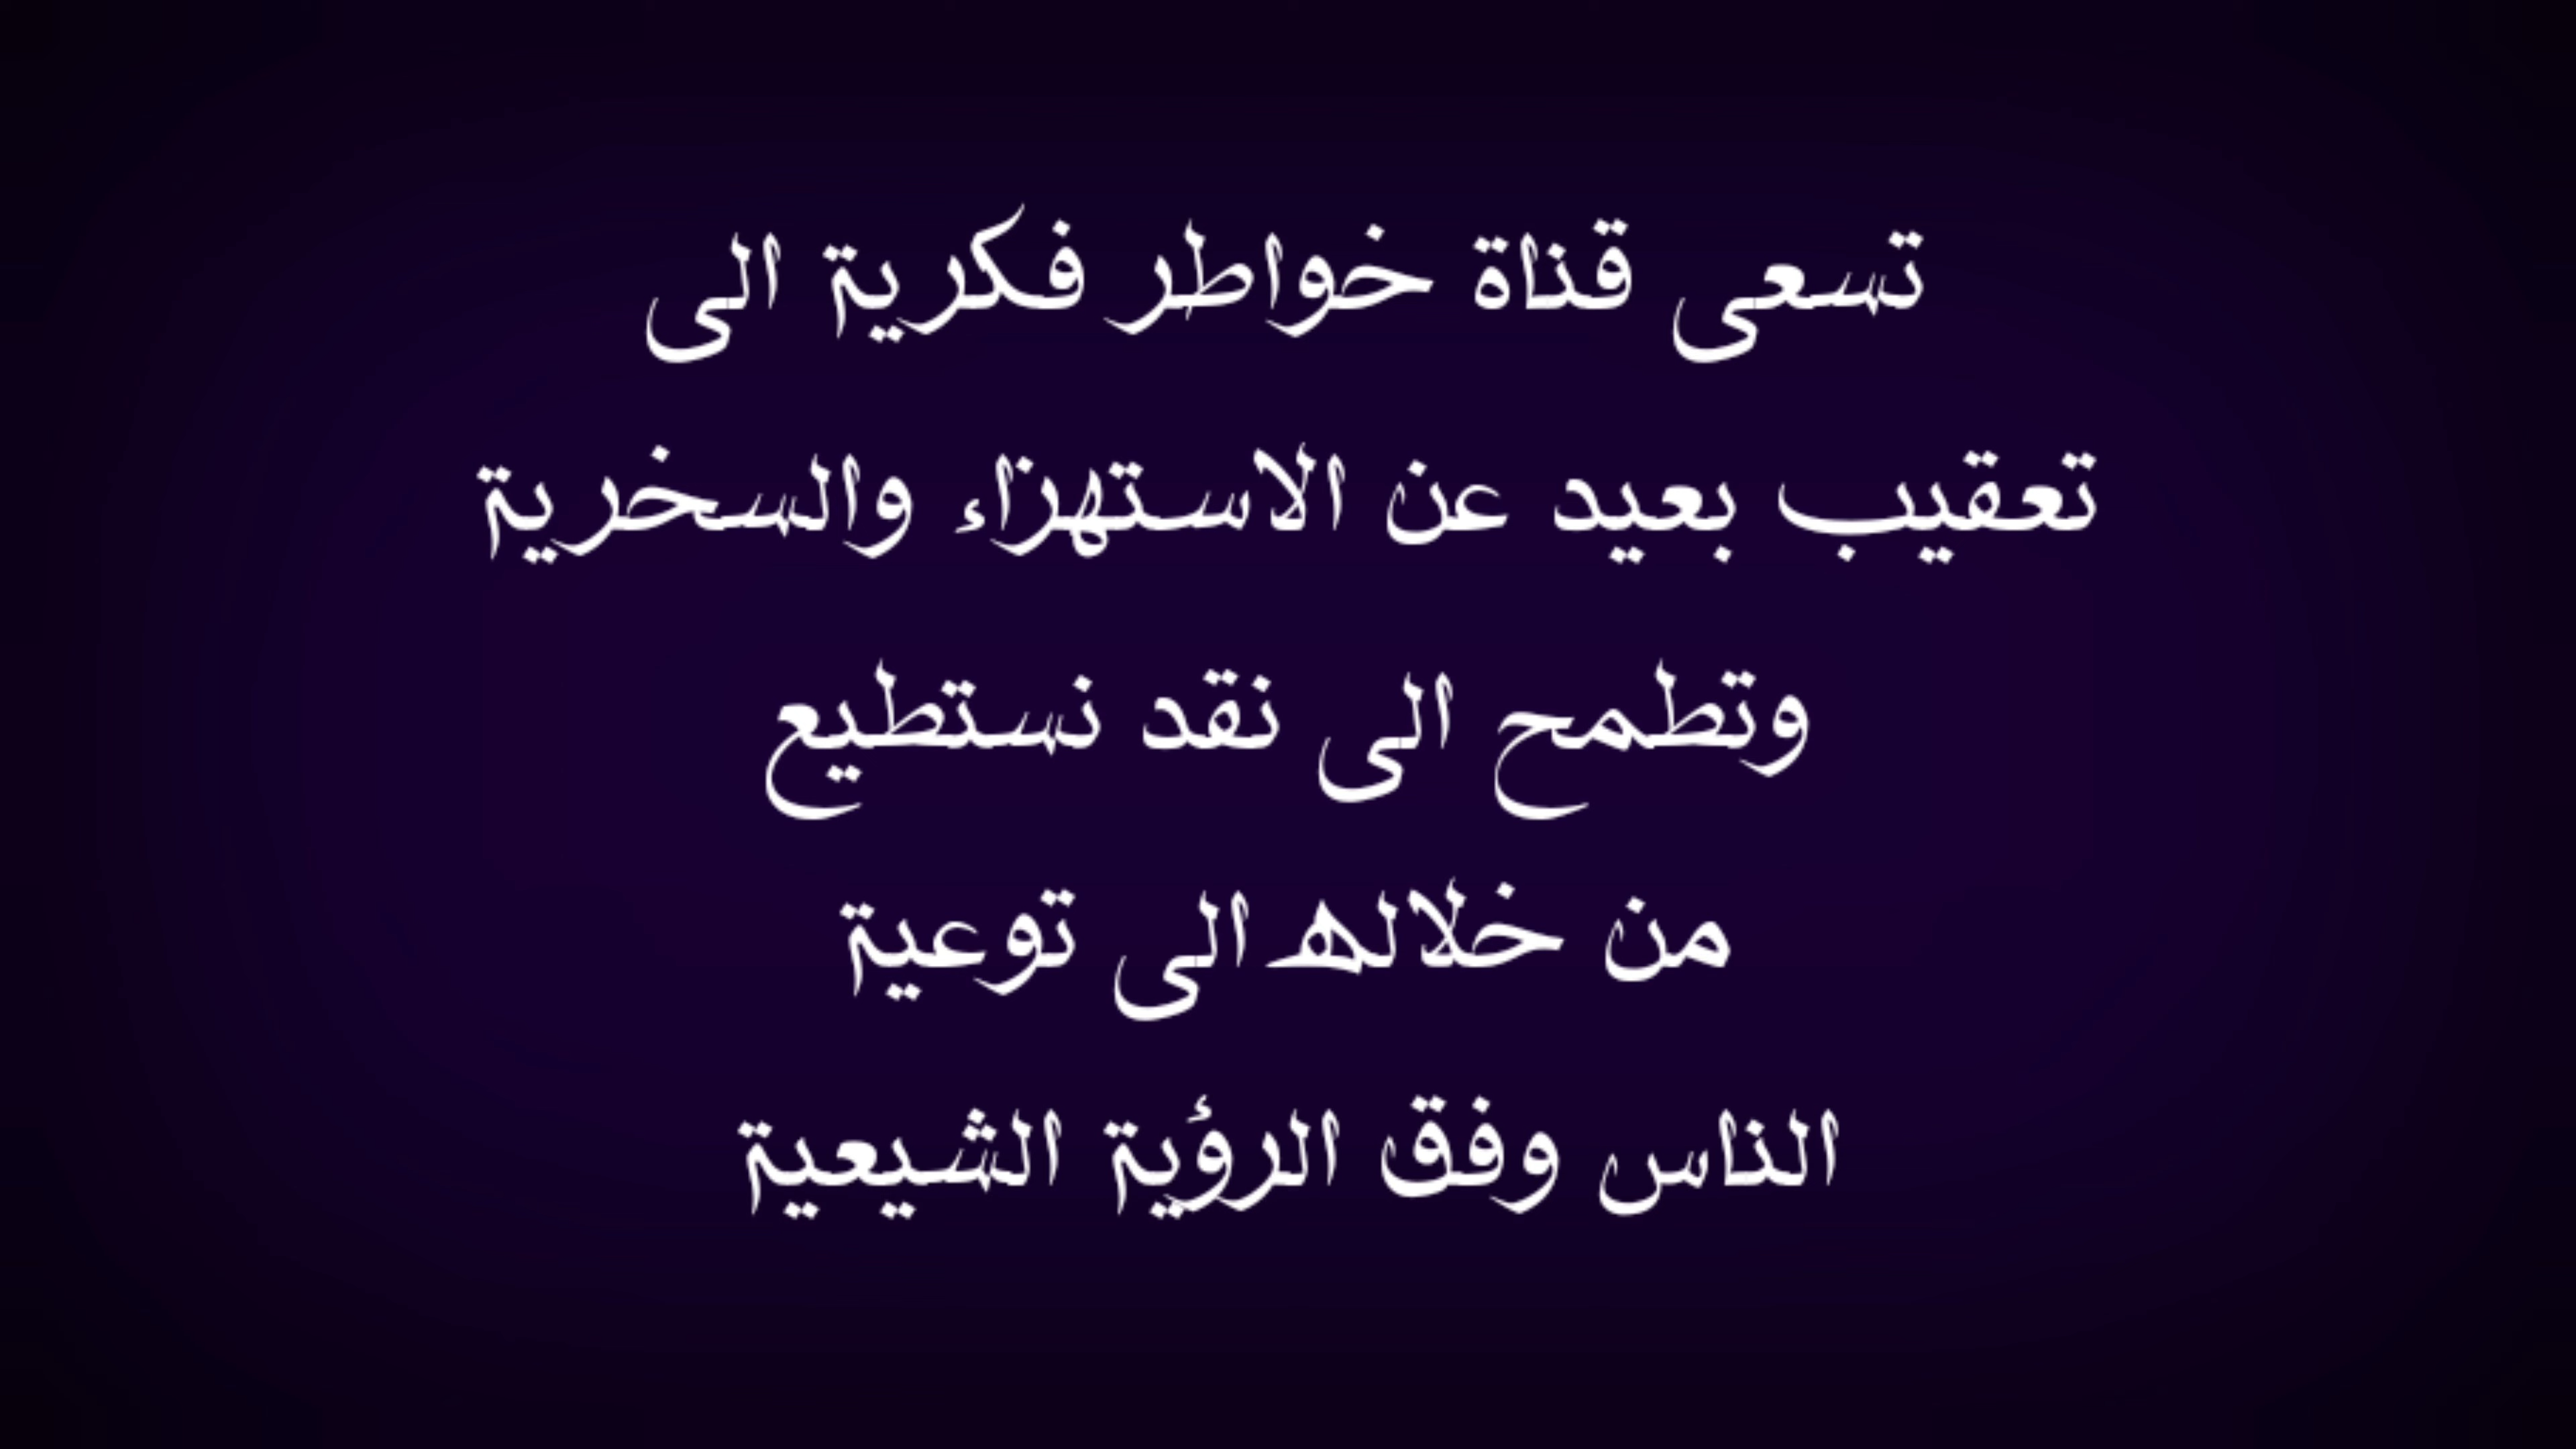 تسعى قناة خواطر فكرية الى
تعقيب بعيد عن الاستهزاء والسخرية
وتطمح الى نقد نستطيع
من خلاله الى توعية
الناس وفق الرؤية الشيعية